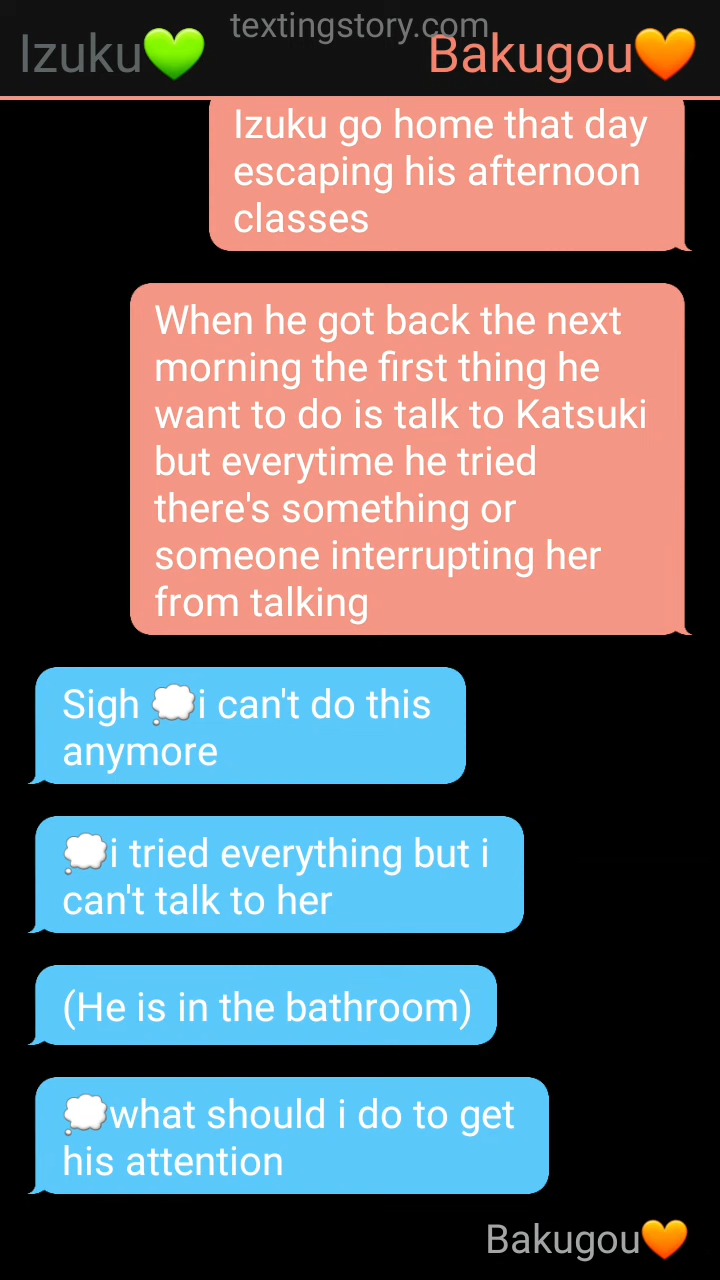 textingstory.com
Izuku💚
Bakugou🧡
Izuku go home that day
escaping his afternoon
classes
When he got back the next
morning the first thing he
want to do is talk to Katsuki
but everytime he tried
there's something or
someone interrupting her
from talking
Sigh 💭i can't do this
anymore
💭i tried everything but i
can't talk to her
(He is in the bathroom)
💭what should i do to get
his attention
Bakugou🧡